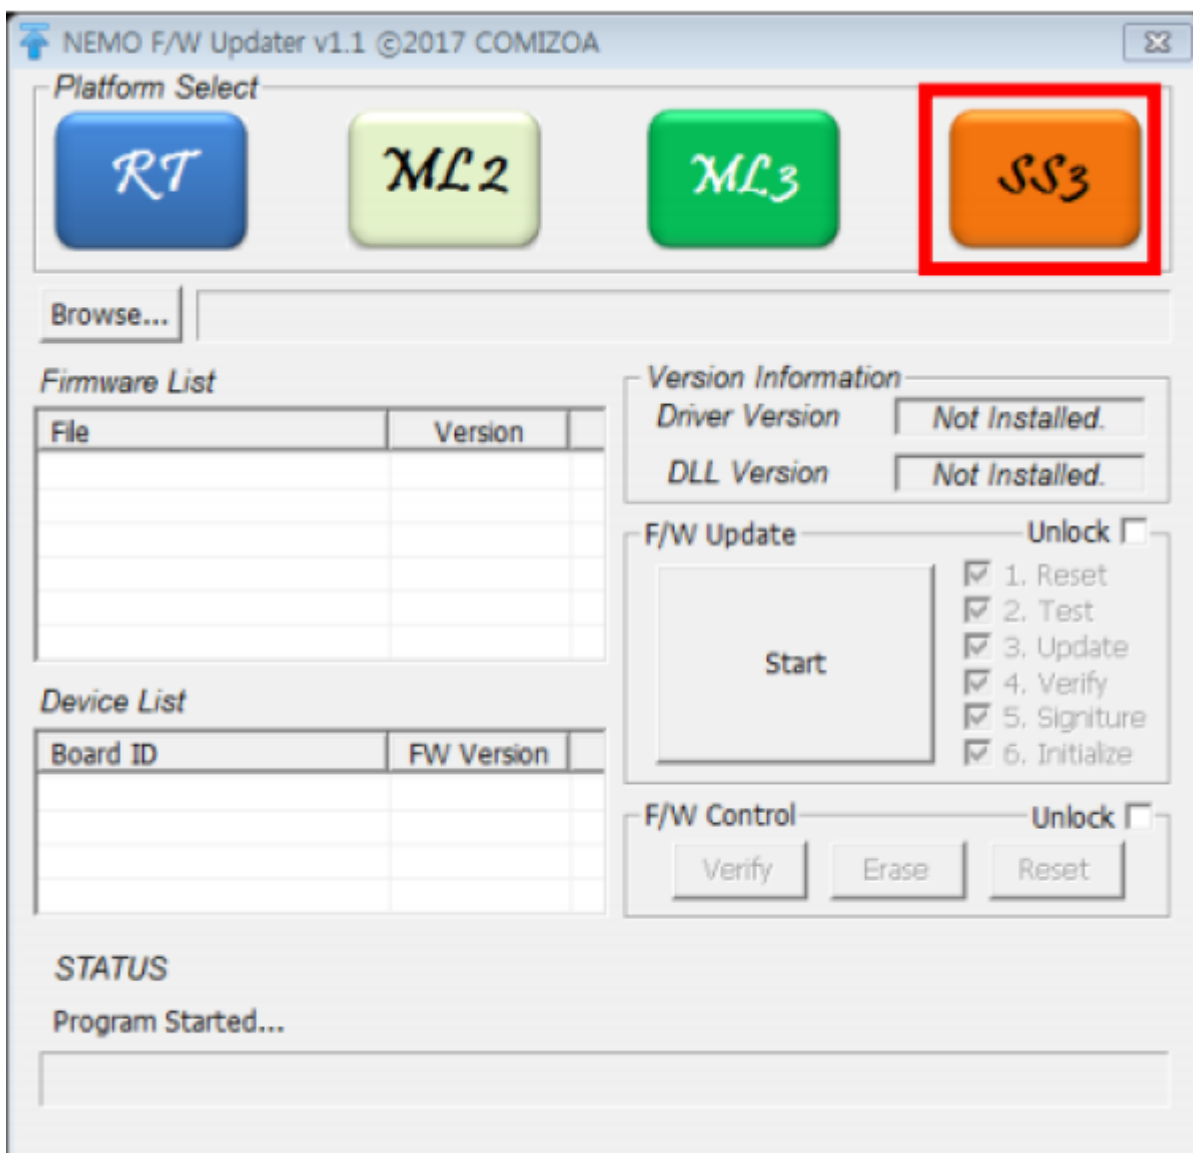 NEMO F/W Updater v1.1 ©2017 COMIZOA
Platform Select
RT
ML2
ML3
SS3
Browse...
Firmware List
File Version
Version Information
Driver Version Not Installed.
DLL Version Not Installed.
F/W Update Unlock
Start
1. Reset
2. Test
3. Update
4. Verify
5. Signiture
6. Initialize
Device List
Board ID FW Version
F/W Control Unlock
Verify Erase Reset
STATUS
Program Started...